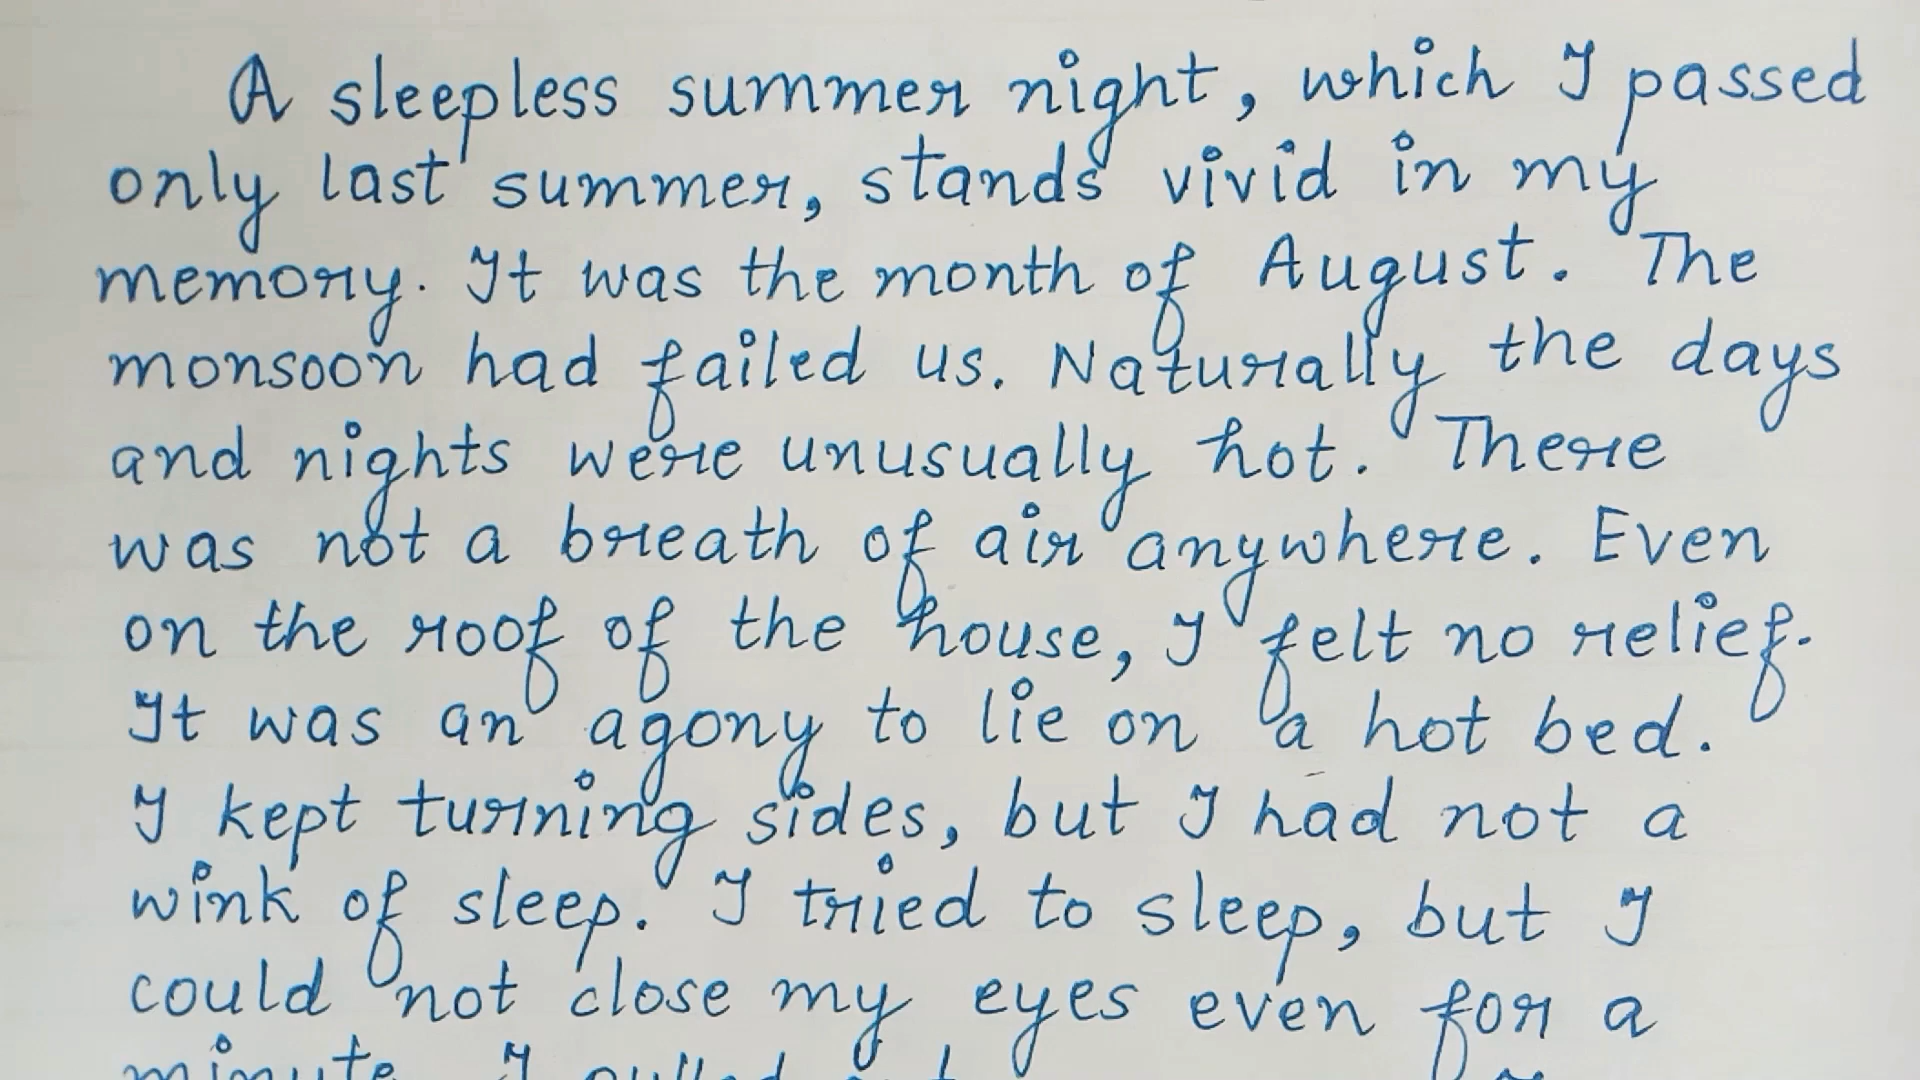 A sleepless summer night, which I passed
only last summer, stands vivid in my
memory. It was the month of August. The
monsoon had failed us. Naturally the days
and nights were unusually hot. There
was not a breath of air anywhere. Even
on the roof of the house, I felt no relief.
It was an agony to lie on a hot bed.
I kept turning sides, but I had not a
wink of sleep. I tried to sleep, but I
could not close my eyes even for a
minute I pulled